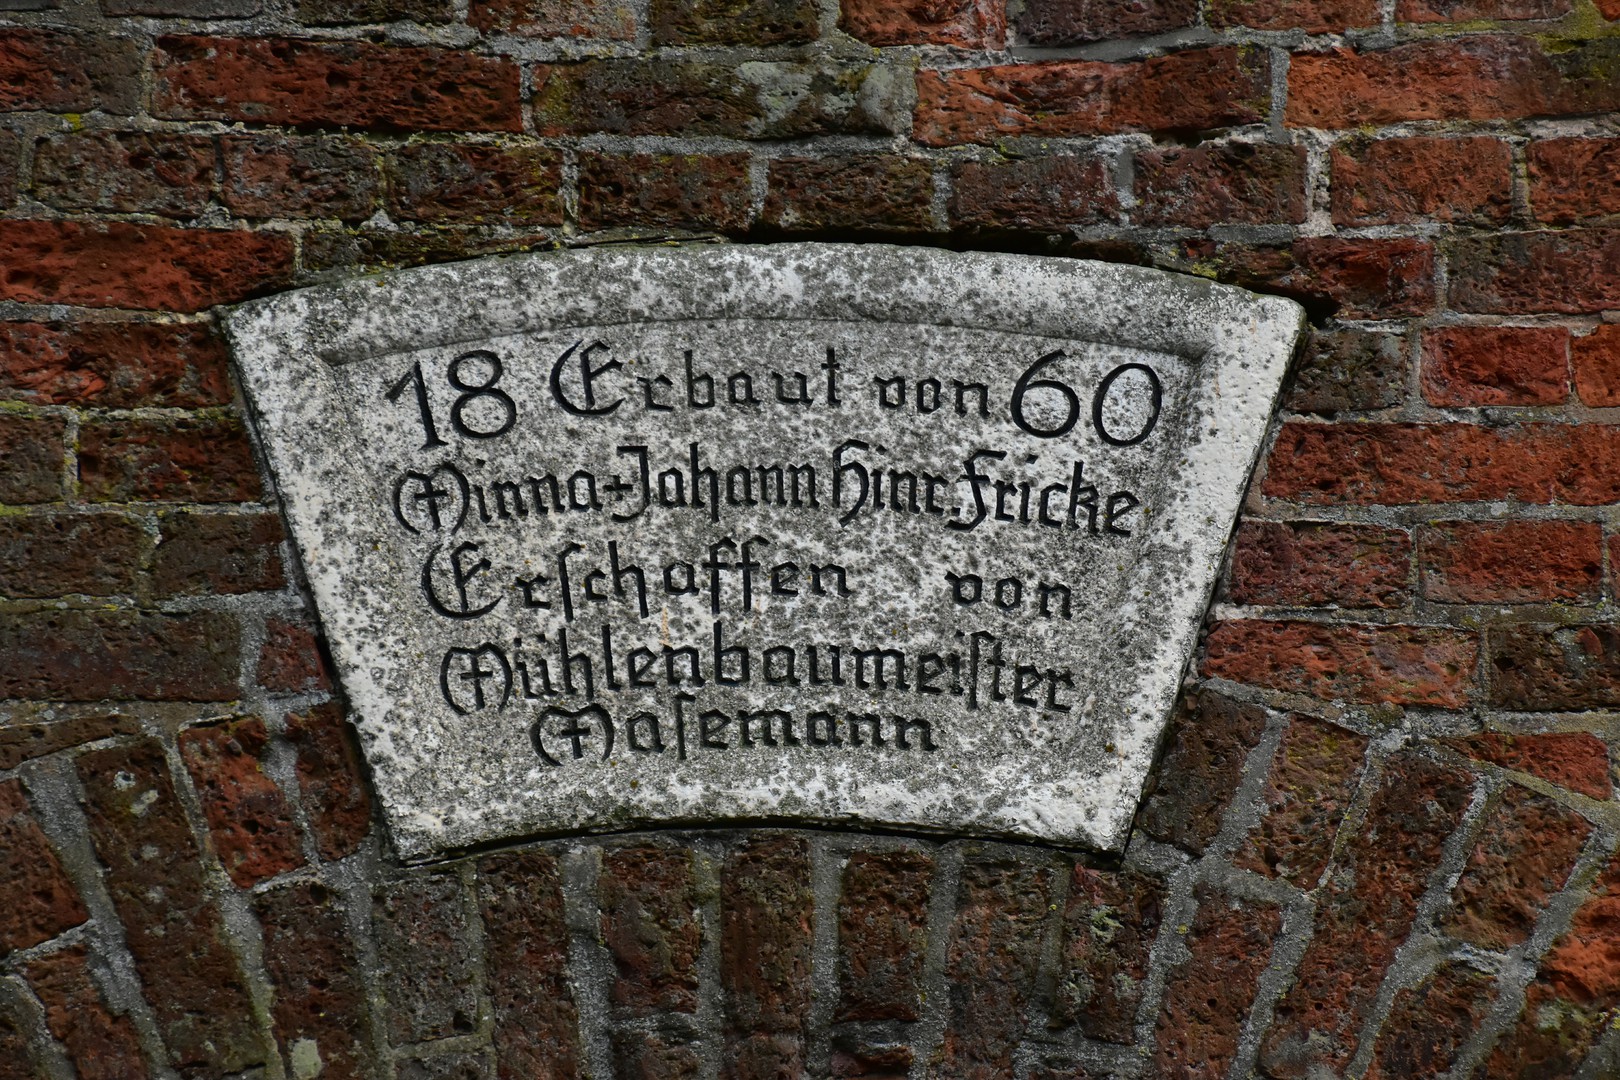 18 Erbaut von 60
Minna+Johann Hinr. Fricke
Erſchaffen von
Mühlenbaumeiſter
Maſemann